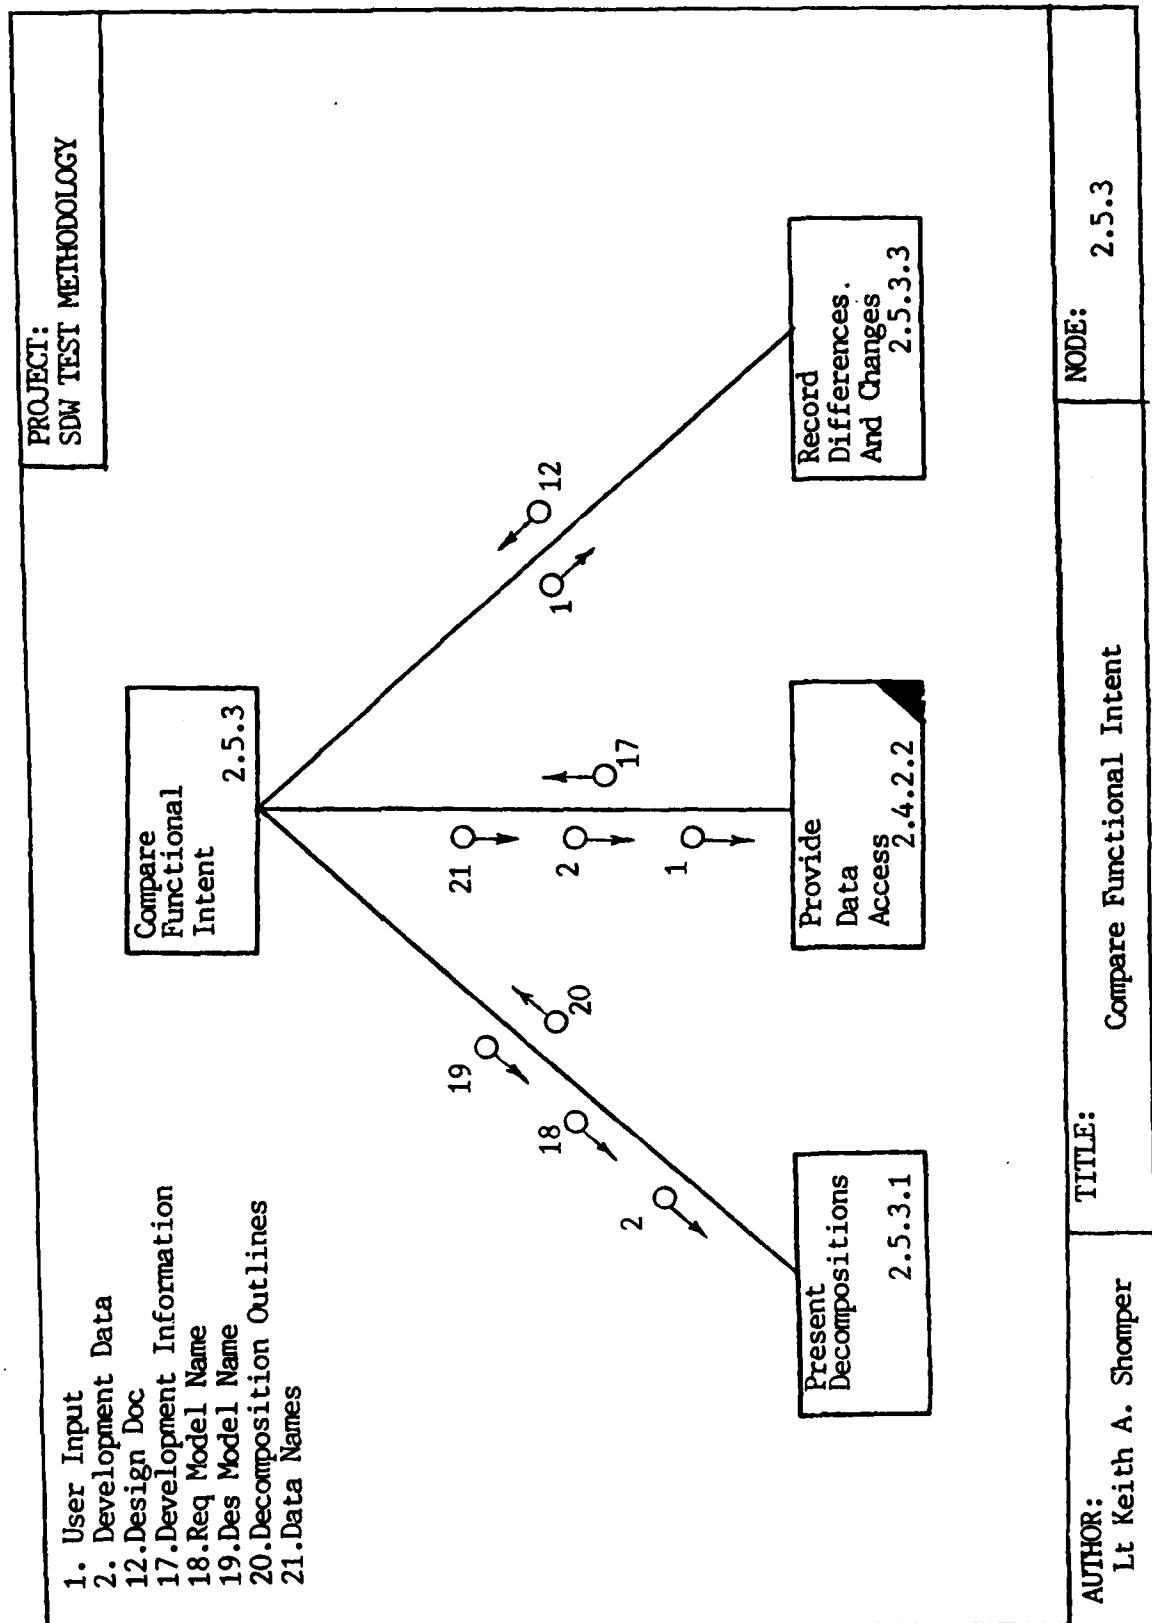 PROJECT:
SDW TEST METHODOLOGY
1. User Input
2. Development Data
12.Design Doc
17.Development Information
18.Req Model Name
19.Des Model Name
20.Decomposition Outlines
21.Data Names
Compare
Functional
Intent
2.5.3
19
20
18
2
21
17
2
1
12
1
Present
Decompositions
2.5.3.1
Provide
Data
Access
2.4.2.2
Record
Differences.
And Changes
2.5.3.3
AUTHOR:
Lt Keith A. Shomper
TITLE:
Compare Functional Intent
NODE:
2.5.3